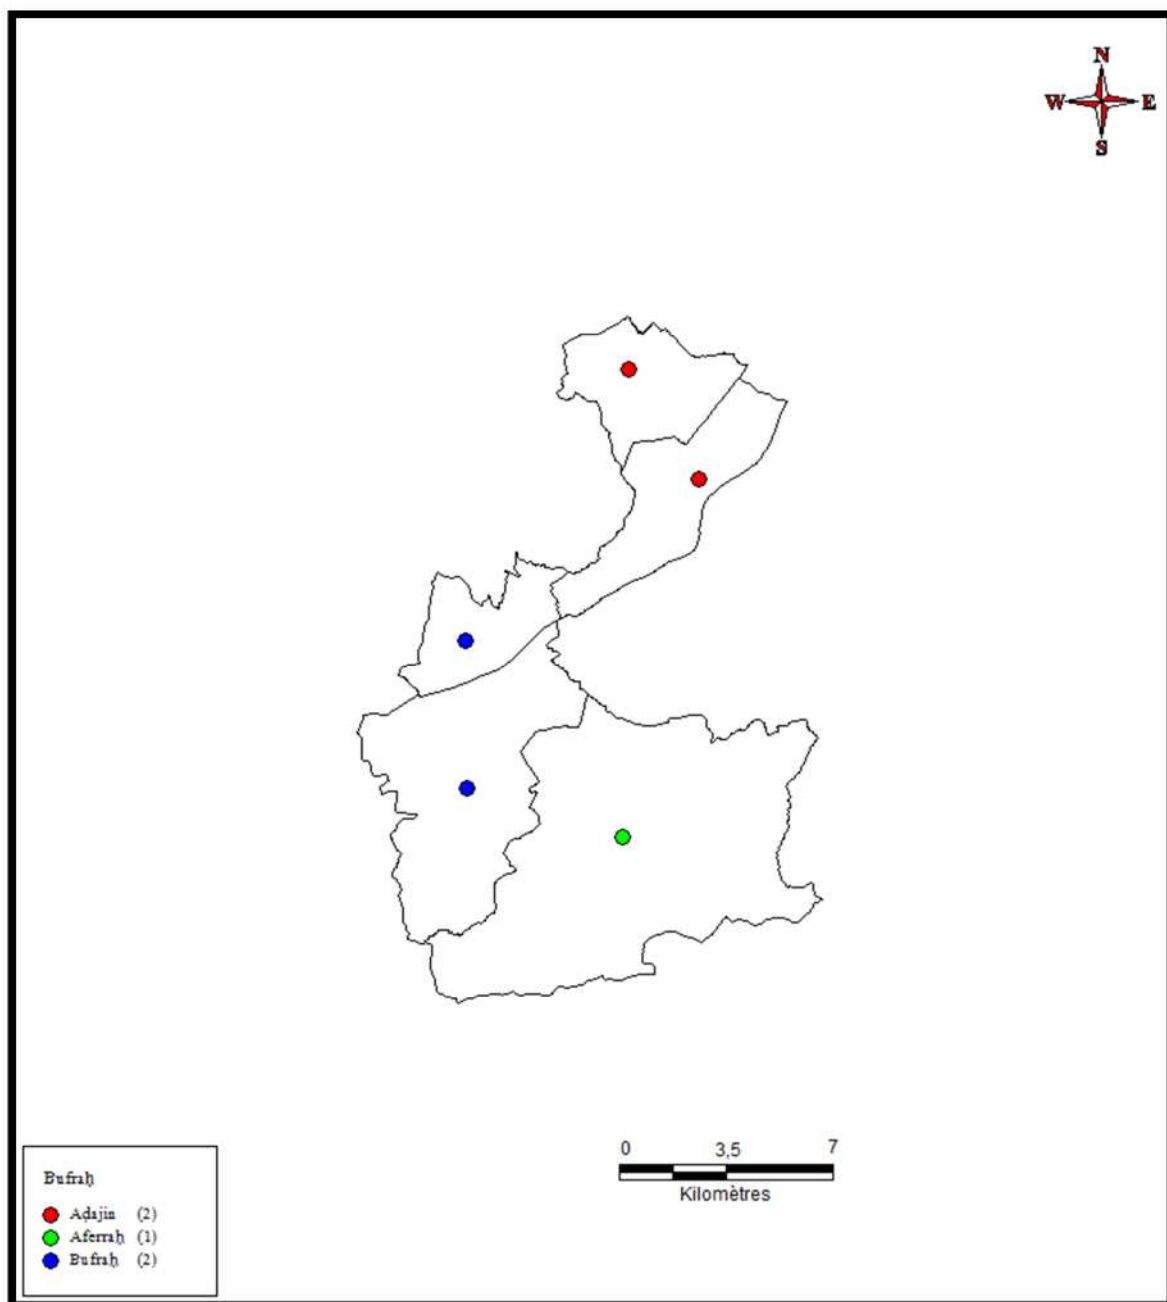 N
W E
S
0 3,5 7
Kilomètres
Bufraḥ
Aḍajin (2)
Aferraḥ (1)
Bufraḥ (2)